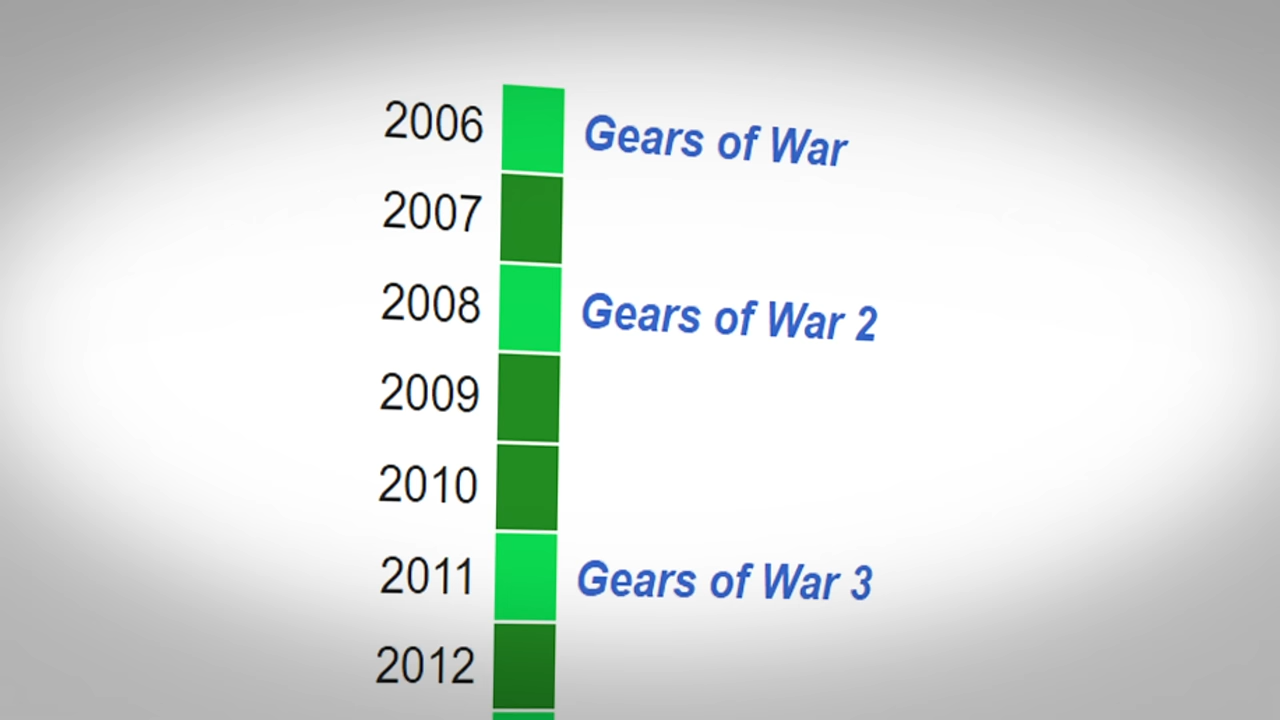 2006 Gears of War
2007
2008 Gears of War 2
2009
2010
2011 Gears of War 3
2012